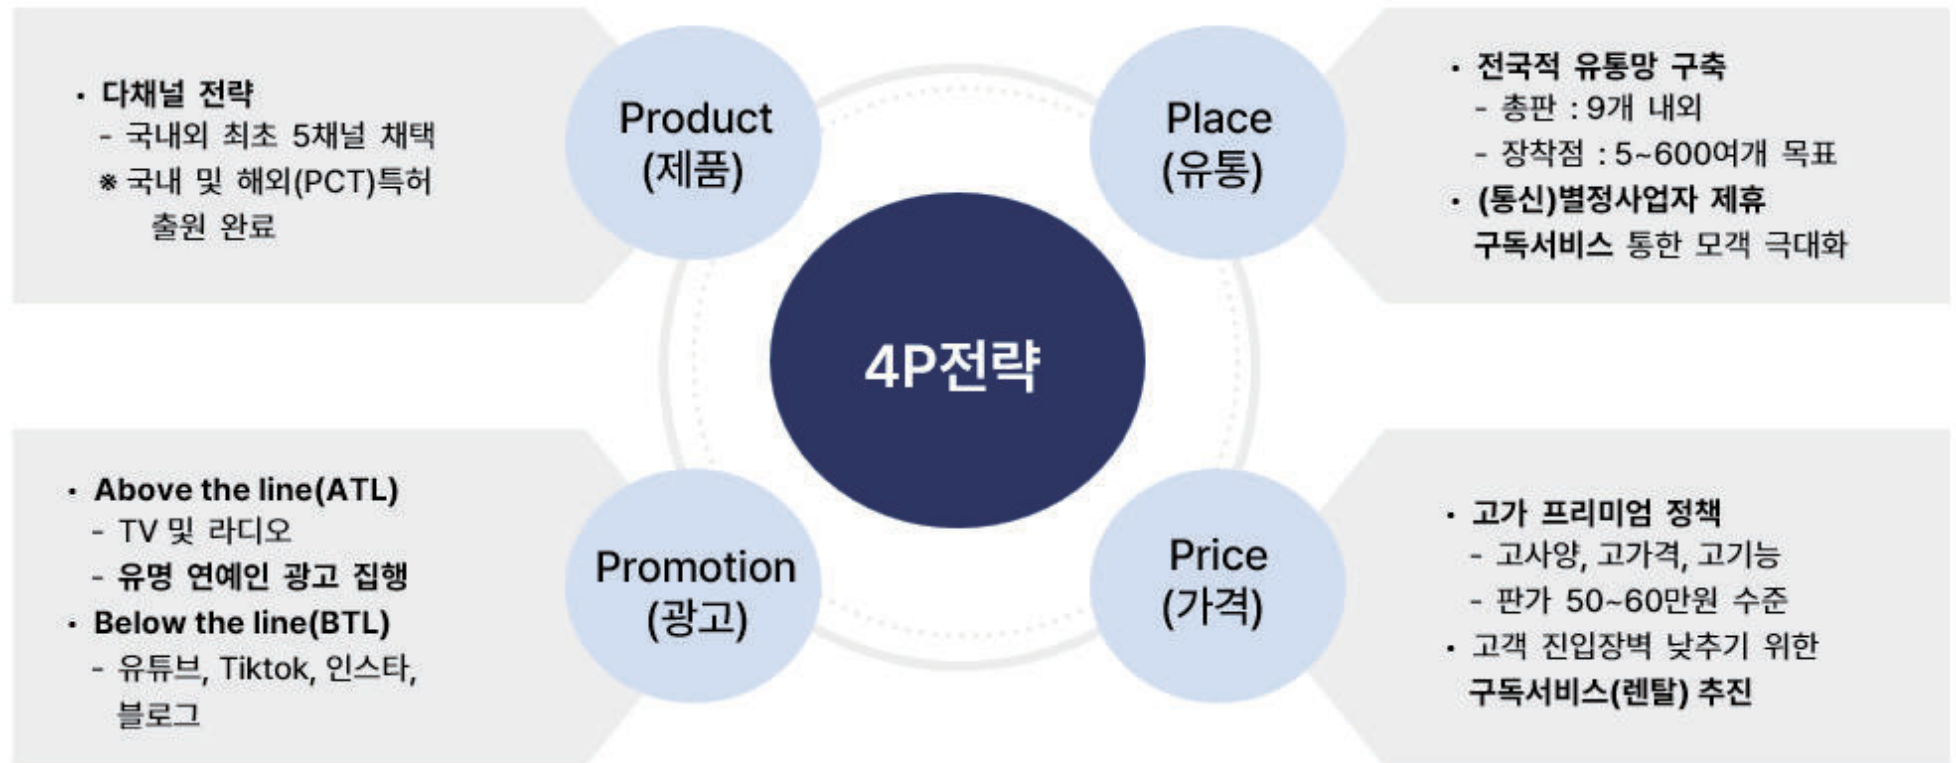 · 다채널 전략
- 국내외 최초 5채널 채택
※ 국내 및 해외(PCT)특허
출원 완료
Product
(제품)
Place
(유통)
· 전국적 유통망 구축
- 총판 : 9개 내외
- 장착점 : 5~600여개 목표
· (통신)별정사업자 제휴
구독서비스 통한 모객 극대화
4P전략
· Above the line(ATL)
- TV 및 라디오
- 유명 연예인 광고 집행
· Below the line(BTL)
- 유튜브, Tiktok, 인스타,
블로그
Promotion
(광고)
Price
(가격)
· 고가 프리미엄 정책
- 고사양, 고가격, 고기능
- 판가 50~60만원 수준
· 고객 진입장벽 낮추기 위한
구독서비스(렌탈) 추진